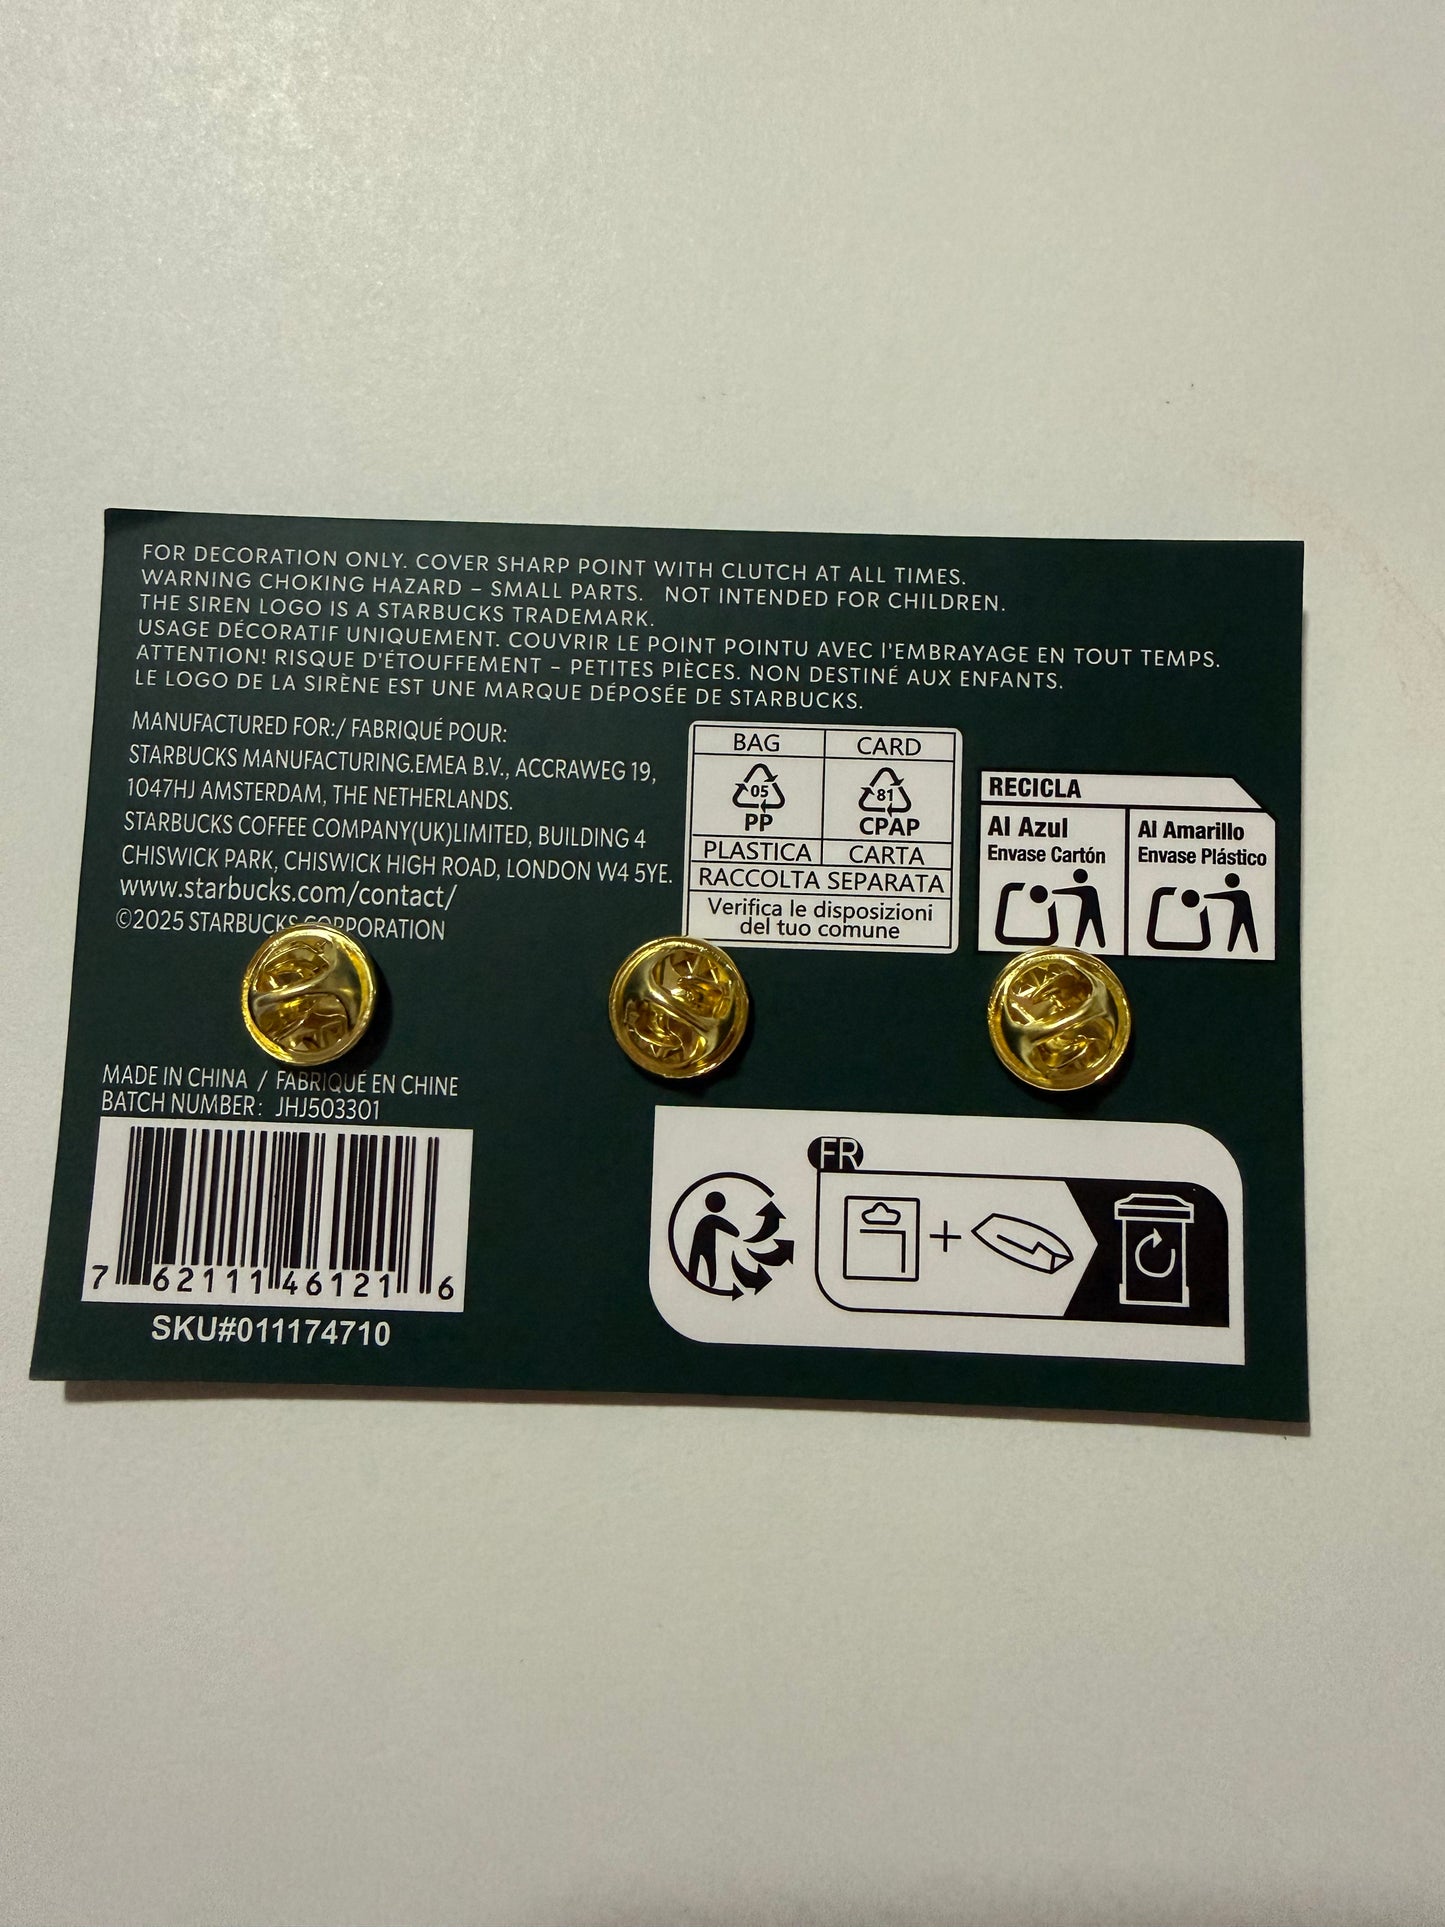 FOR DECORATION ONLY. COVER SHARP POINT WITH CLUTCH AT ALL TIMES.
WARNING CHOKING HAZARD – SMALL PARTS. NOT INTENDED FOR CHILDREN.
THE SIREN LOGO IS A STARBUCKS TRADEMARK.
USAGE DÉCORATIF UNIQUEMENT. COUVRIR LE POINT POINTU AVEC l'EMBRAYAGE EN TOUT TEMPS.
ATTENTION! RISQUE D'ÉTOUFFEMENT – PETITES PIÈCES. NON DESTINÉ AUX ENFANTS.
LE LOGO DE LA SIRÈNE EST UNE MARQUE DÉPOSÉE DE STARBUCKS.
MANUFACTURED FOR:/ FABRIQUÉ POUR:
STARBUCKS MANUFACTURING.EMEA B.V., ACCRAWEG 19,
1047HJ AMSTERDAM, THE NETHERLANDS.
STARBUCKS COFFEE COMPANY(UK)LIMITED, BUILDING 4
CHISWICK PARK, CHISWICK HIGH ROAD, LONDON W4 5YE.
www.starbucks.com/contact/
©2025 STARBUCKS CORPORATION
BAG CARD
05 81
PP CPAP
PLASTICA CARTA
RACCOLTA SEPARATA
Verifica le disposizioni
del tuo comune
RECICLA
Al Azul
Envase Cartón
Al Amarillo
Envase Plástico
MADE IN CHINA / FABRIQUÉ EN CHINE
BATCH NUMBER: JHJ503301
7 62111 46121 6
SKU#011174710
FR